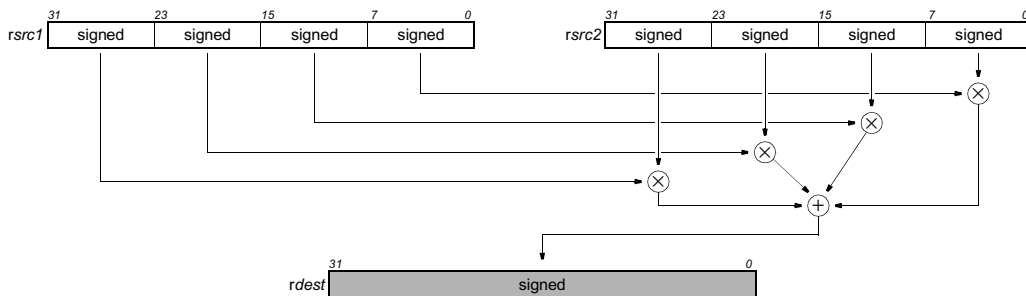 31 23 15 7 0 31 23 15 7 0
rsrc1 signed signed signed signed rsrc2 signed signed signed signed
31 0
rdest signed